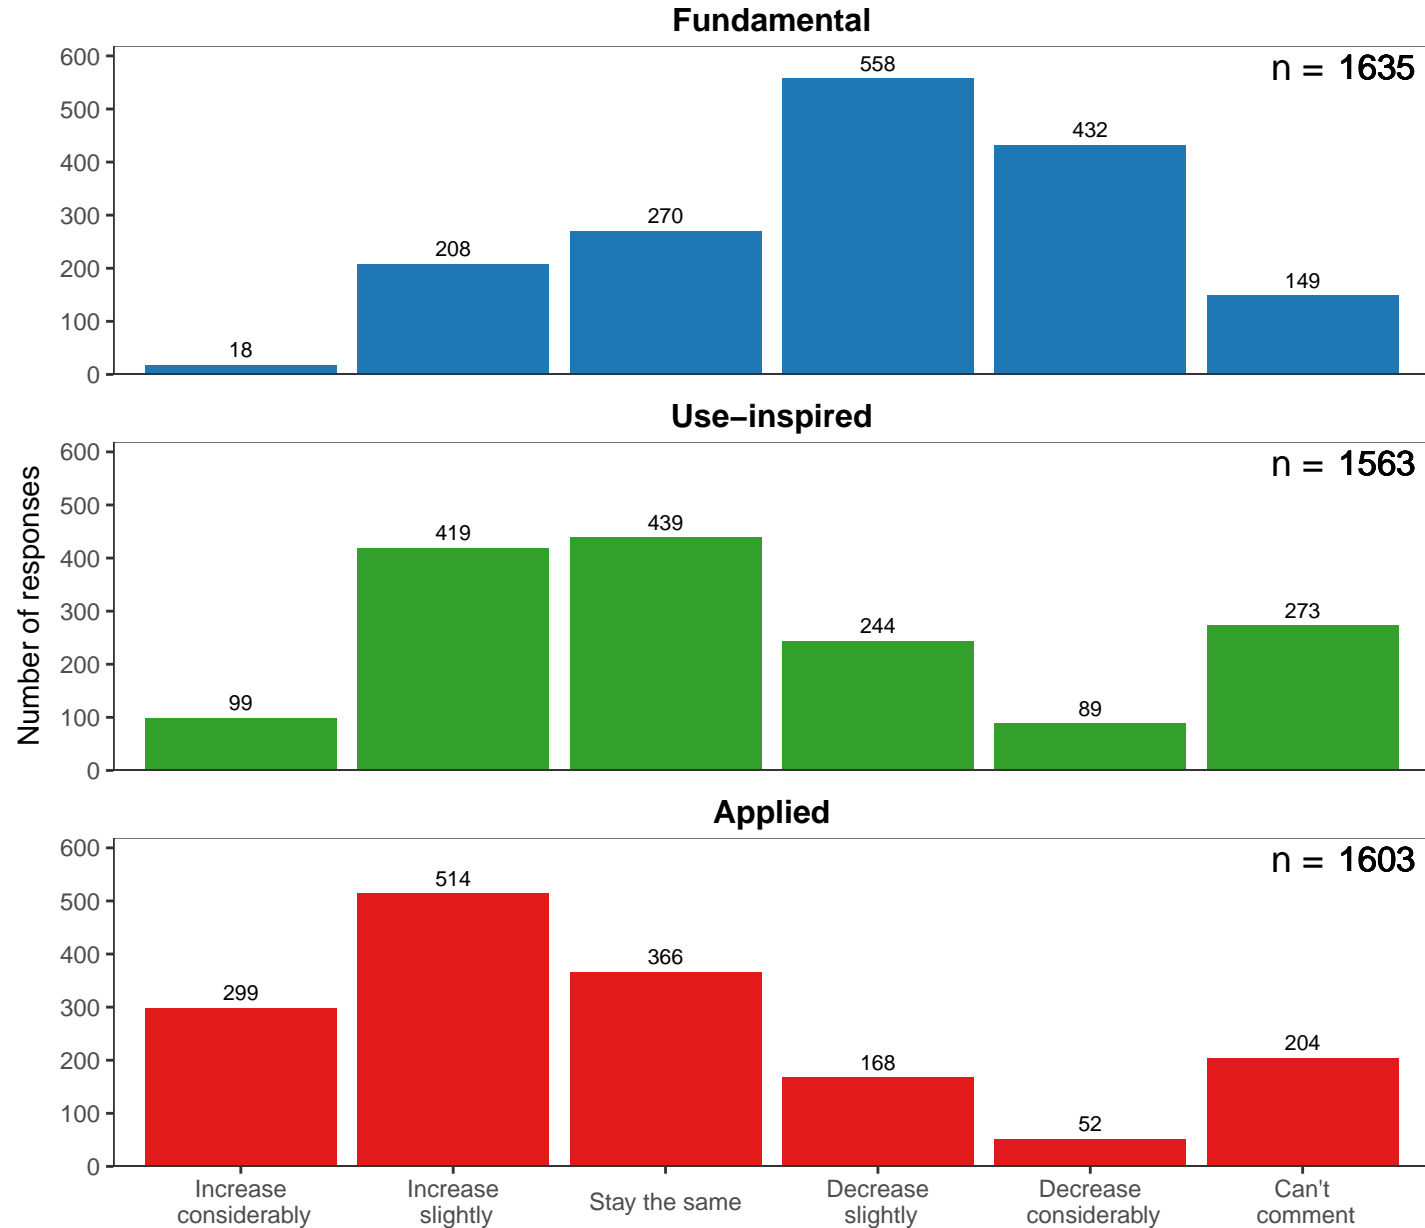 Fundamental
n = 1635
600
500
400
300
200
100
0
18
208
270
558
432
149
Use–inspired
n = 1563
600
500
400
300
200
100
0
99
419
439
244
89
273
Number of responses
Applied
n = 1603
600
500
400
300
200
100
0
299
514
366
168
52
204
Increase
considerably
Increase
slightly
Stay the same
Decrease
slightly
Decrease
considerably
Can't
comment